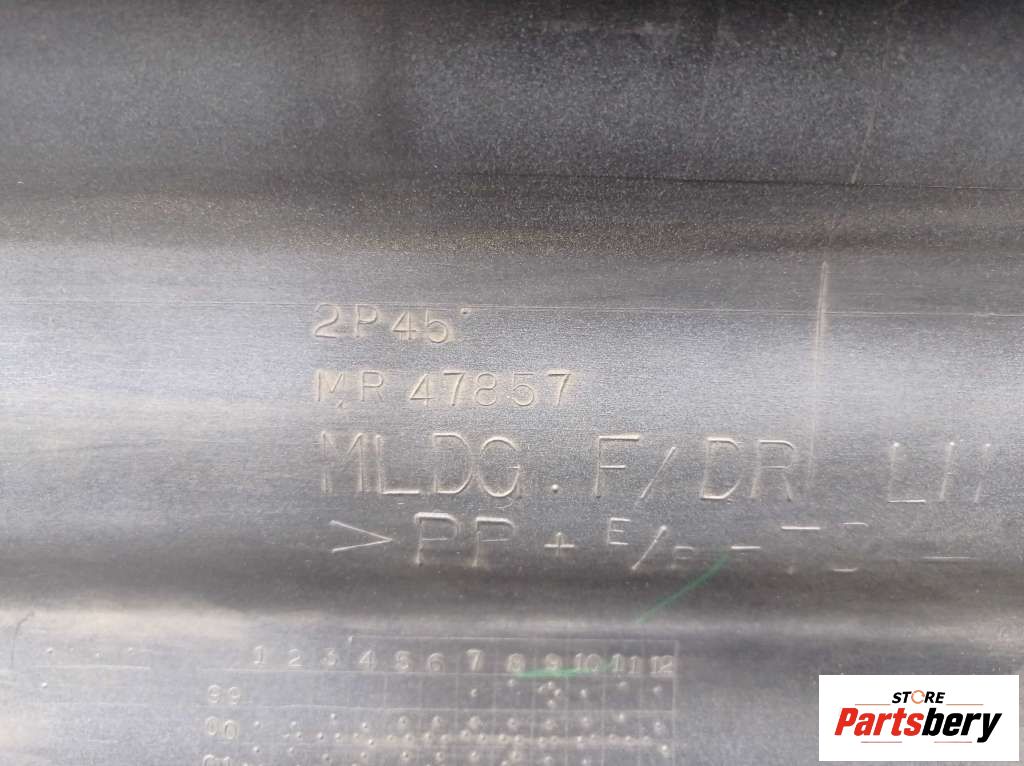 2P45
MR 47857
MLDG. F/DR LH
>PP + E/P - 
1 2 3 4 5 6 7 8 9 10 11 12
99
00
01
STORE
Partsbery